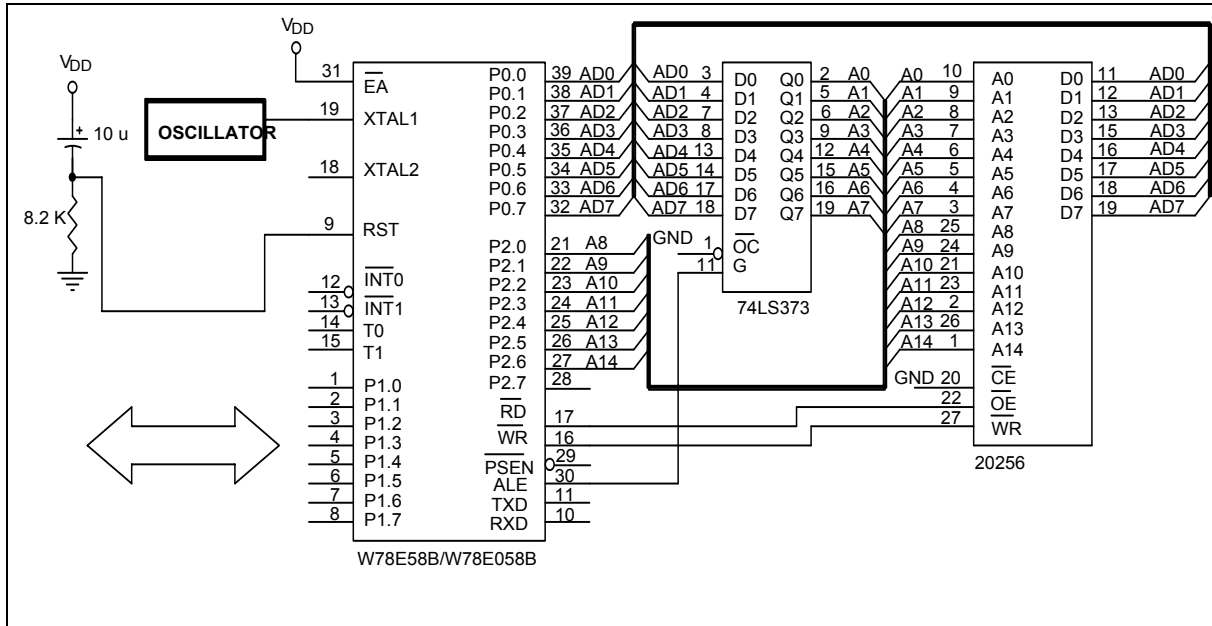 VDD
10 u
8.2 K
OSCILLATOR
VDD
31 EA
19 XTAL1
18 XTAL2
9 RST
12 INT0
13 INT1
14 T0
15 T1
1 P1.0
2 P1.1
3 P1.2
4 P1.3
5 P1.4
6 P1.5
7 P1.6
8 P1.7
P0.0 39 AD0
P0.1 38 AD1
P0.2 37 AD2
P0.3 36 AD3
P0.4 35 AD4
P0.5 34 AD5
P0.6 33 AD6
P0.7 32 AD7
P2.0 21 A8
P2.1 22 A9
P2.2 23 A10
P2.3 24 A11
P2.4 25 A12
P2.5 26 A13
P2.6 27 A14
P2.7 28
RD 17
WR 16
PSEN 29
ALE 30
TXD 11
RXD 10
W78E58B/W78E058B
AD0 3 D0 Q0 2 A0
AD1 4 D1 Q1 5 A1
AD2 7 D2 Q2 6 A2
AD3 8 D3 Q3 9 A3
AD4 13 D4 Q4 12 A4
AD5 14 D5 Q5 15 A5
AD6 17 D6 Q6 16 A6
AD7 18 D7 Q7 19 A7
GND 1 OC
11 G
74LS373
A0 10 A0 D0 11 AD0
A1 9 A1 D1 12 AD1
A2 8 A2 D2 13 AD2
A3 7 A3 D3 15 AD3
A4 6 A4 D4 16 AD4
A5 5 A5 D5 17 AD5
A6 4 A6 D6 18 AD6
A7 3 A7 D7 19 AD7
A8 25 A8
A9 24 A9
A10 21 A10
A11 23 A11
A12 2 A12
A13 26 A13
A14 1 A14
GND 20 CE
22 OE
27 WR
20256